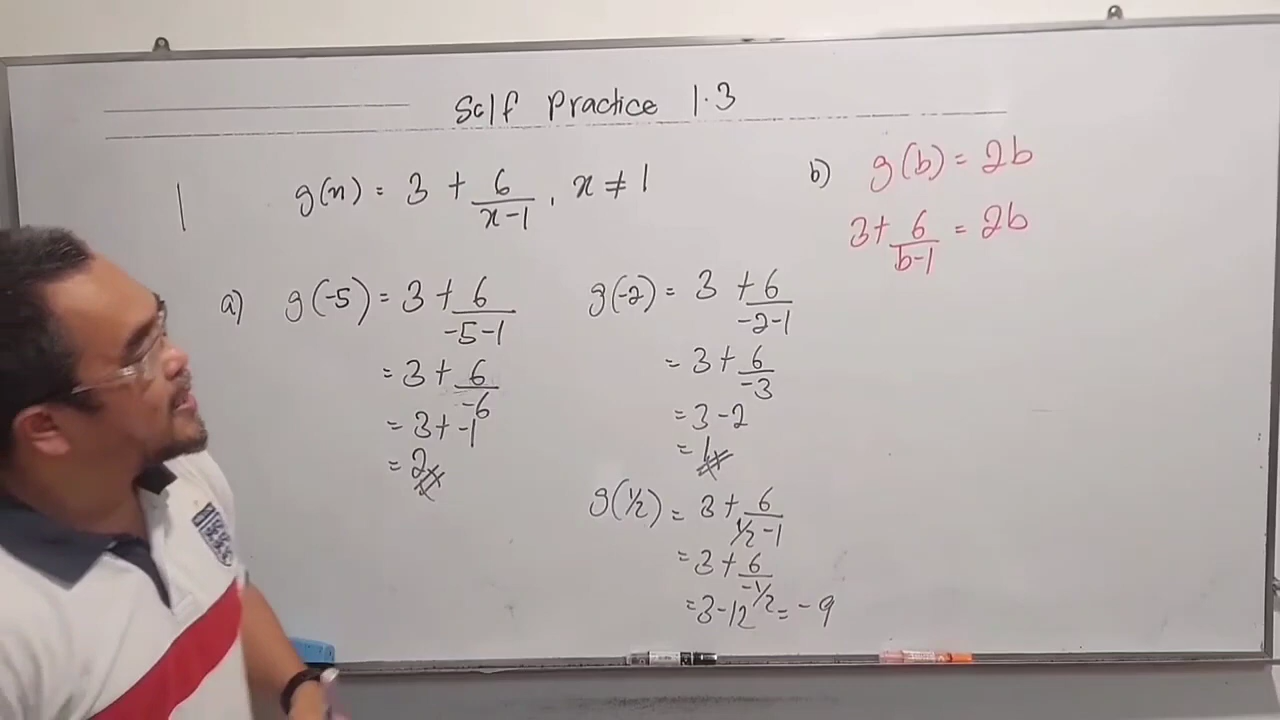 Self Practice 1.3
1 g(x) = 3 + 6/(x-1), x ≠ 1
a) g(-5) = 3 + 6/(-5-1)
= 3 + 6/-6
= 3 + -1
= 2
g(-2) = 3 + 6/(-2-1)
= 3 + 6/-3
= 3 - 2
= 1
g(1/2) = 3 + 6/(1/2-1)
= 3 + 6/(-1/2)
= 3 - 12 = -9
b) g(b) = 2b
3 + 6/(b-1) = 2b